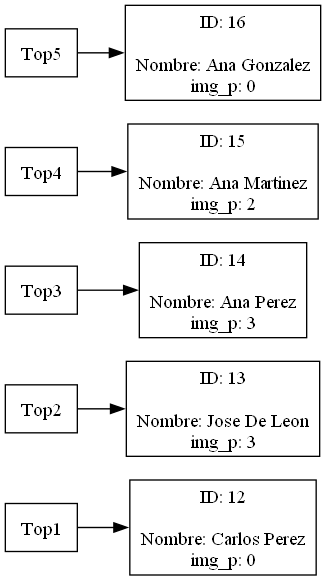 Top5
ID: 16
Nombre: Ana Gonzalez
img_p: 0
Top4
ID: 15
Nombre: Ana Martinez
img_p: 2
Top3
ID: 14
Nombre: Ana Perez
img_p: 3
Top2
ID: 13
Nombre: Jose De Leon
img_p: 3
Top1
ID: 12
Nombre: Carlos Perez
img_p: 0